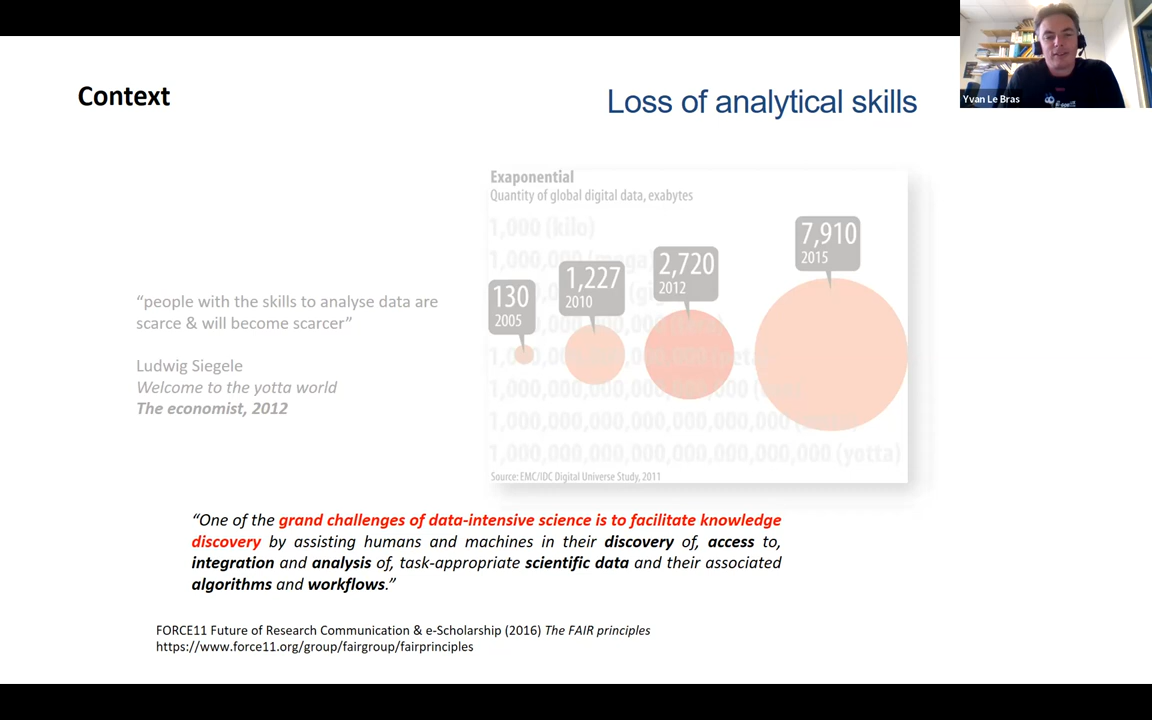 Yvan Le Bras
Context
Loss of analytical skills
Exaponential
Quantity of global digital data, exabytes
1,000 (kilo)
7,910
2015
2,720
2012
1,227
2010
130
2005
1,000,000,000,000,000,000,000,000 (yotta)
Source: EMC/IDC Digital Universe Study, 2011
“people with the skills to analyse data are
scarce & will become scarcer”
Ludwig Siegele
Welcome to the yotta world
The economist, 2012
“One of the grand challenges of data-intensive science is to facilitate knowledge
discovery by assisting humans and machines in their discovery of, access to,
integration and analysis of, task-appropriate scientific data and their associated
algorithms and workflows.”
FORCE11 Future of Research Communication & e-Scholarship (2016) The FAIR principles
https://www.force11.org/group/fairgroup/fairprinciples